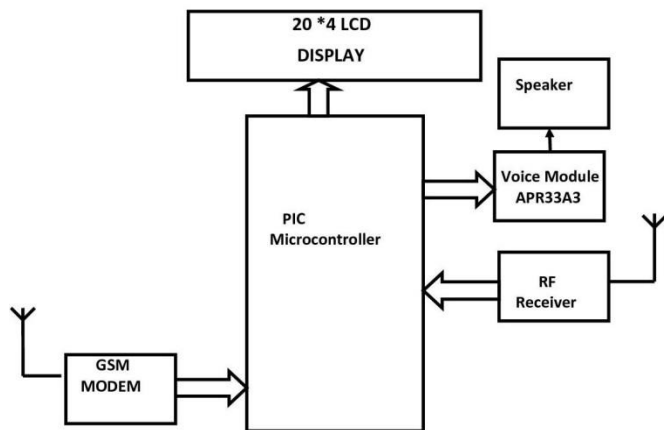 20 *4 LCD
DISPLAY
Speaker
Voice Module
APR33A3
PIC
Microcontroller
RF
Receiver
GSM
MODEM